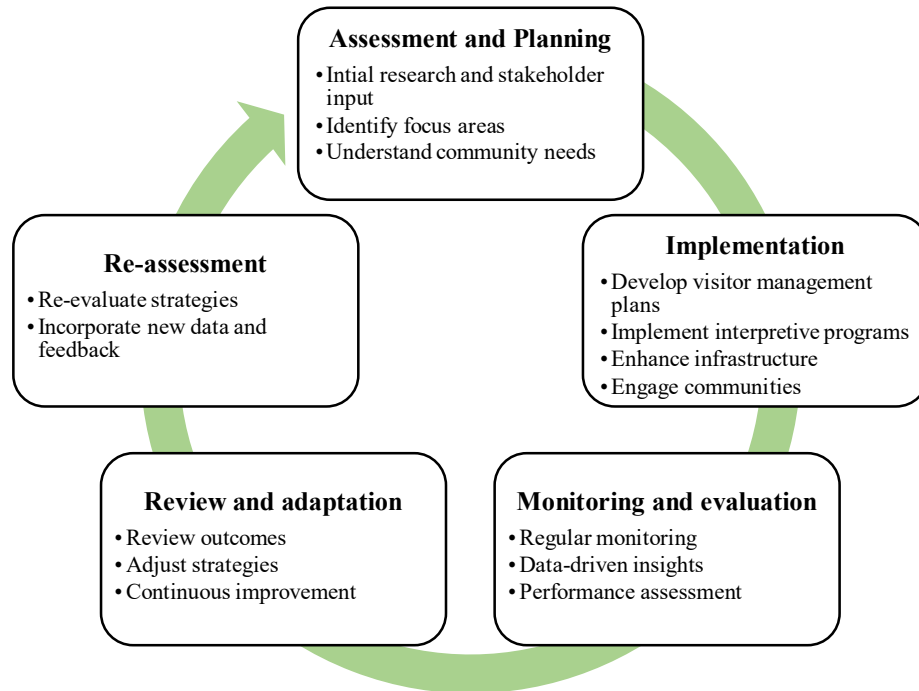 Assessment and Planning
• Intial research and stakeholder
input
• Identify focus areas
• Understand community needs
Implementation
• Develop visitor management
plans
• Implement interpretive programs
• Enhance infrastructure
• Engage communities
Monitoring and evaluation
• Regular monitoring
• Data-driven insights
• Performance assessment
Review and adaptation
• Review outcomes
• Adjust strategies
• Continuous improvement
Re-assessment
• Re-evaluate strategies
• Incorporate new data and
feedback